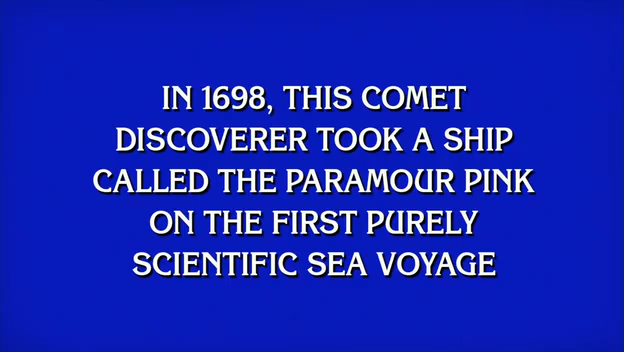 IN 1698, THIS COMET
DISCOVERER TOOK A SHIP
CALLED THE PARAMOUR PINK
ON THE FIRST PURELY
SCIENTIFIC SEA VOYAGE